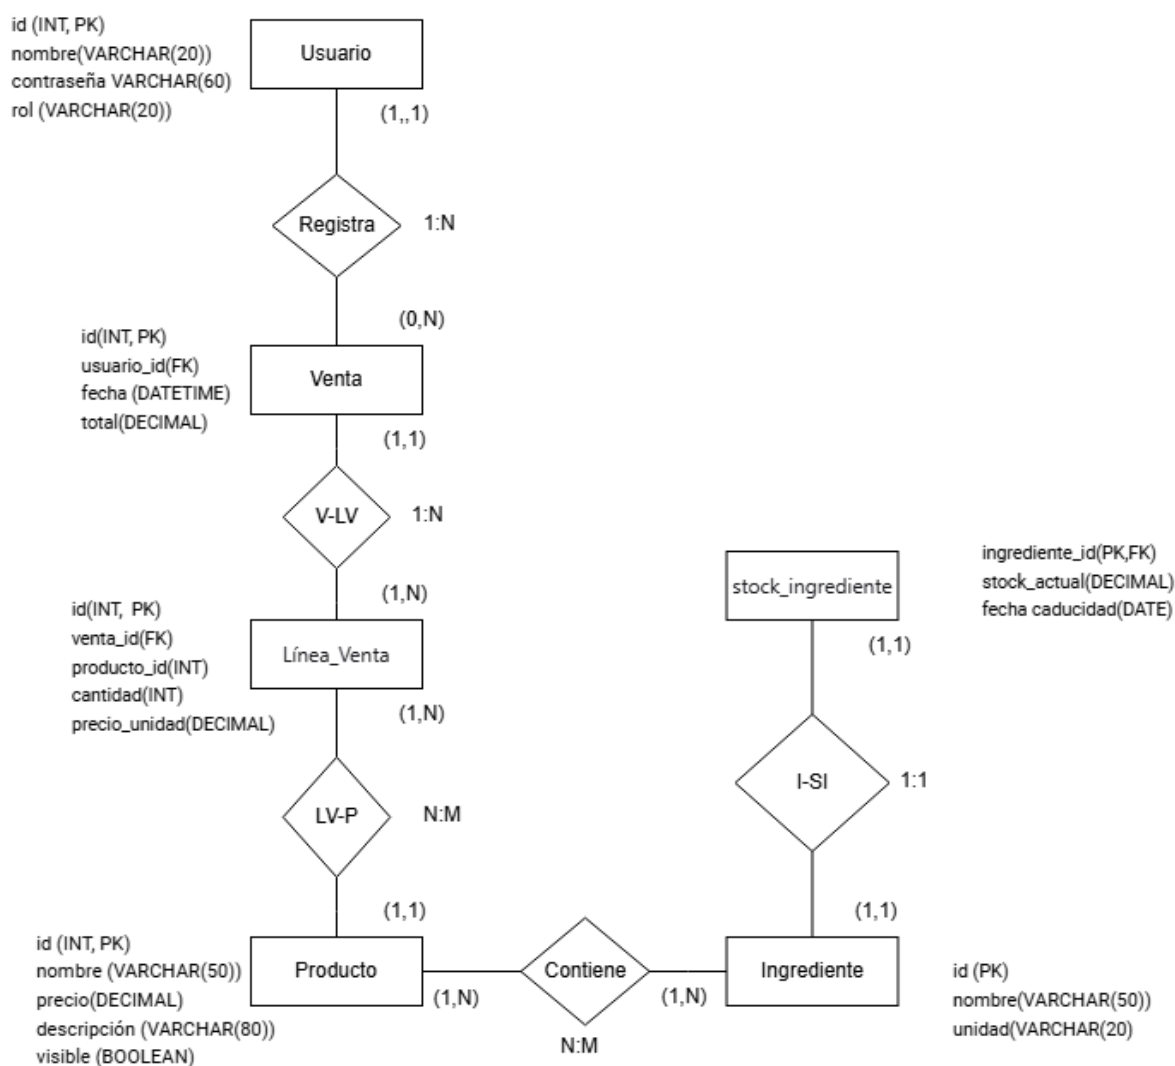 id (INT, PK)
nombre(VARCHAR(20))
contraseña VARCHAR(60)
rol (VARCHAR(20))
Usuario
(1,,1)
Registra
1:N
(0,N)
id(INT, PK)
usuario_id(FK)
fecha (DATETIME)
total(DECIMAL)
Venta
(1,1)
V-LV
1:N
(1,N)
id(INT, PK)
venta_id(FK)
producto_id(INT)
cantidad(INT)
precio_unidad(DECIMAL)
Línea_Venta
(1,N)
LV-P
N:M
(1,1)
id (INT, PK)
nombre (VARCHAR(50))
precio(DECIMAL)
descripción (VARCHAR(80))
visible (BOOLEAN)
Producto
(1,N)
Contiene
N:M
(1,N)
stock_ingrediente
ingrediente_id(PK,FK)
stock_actual(DECIMAL)
fecha caducidad(DATE)
(1,1)
I-SI
1:1
(1,1)
Ingrediente
id (PK)
nombre(VARCHAR(50))
unidad(VARCHAR(20)